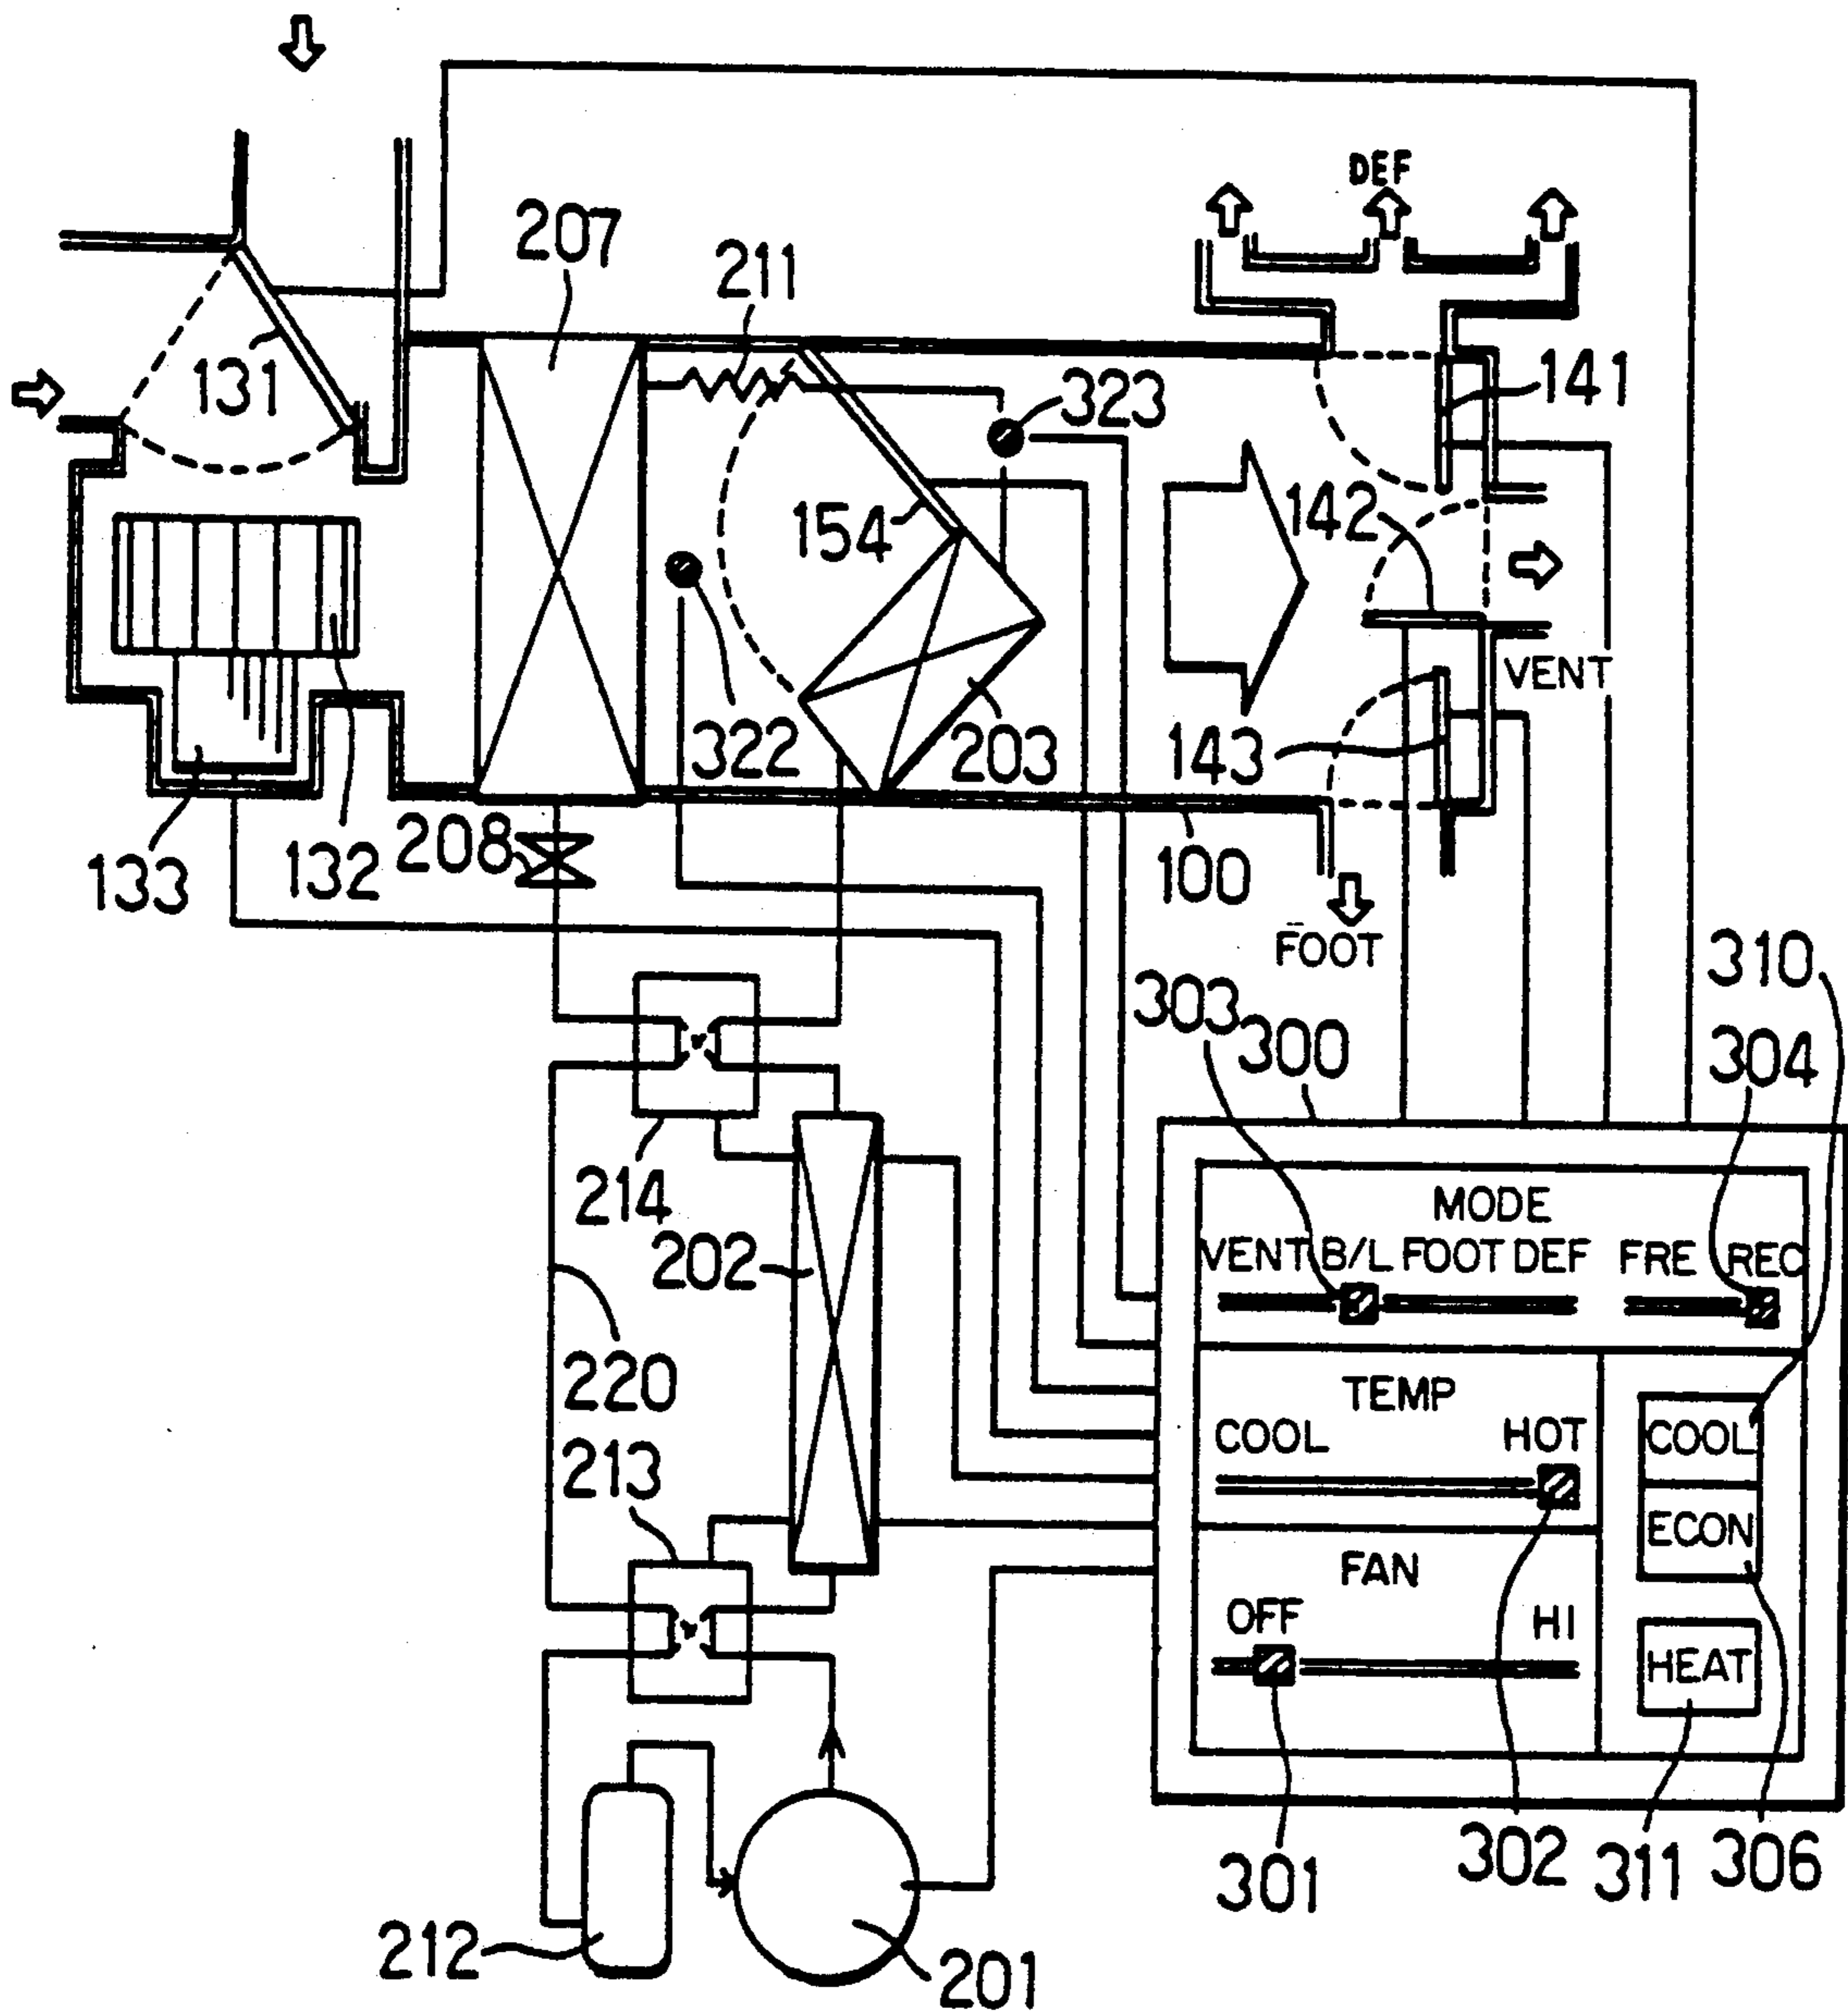 DEF
207
211
131
323
141
142
154
VENT
322
203
143
208
133
132
100
FOOT
310
303
300
304
214
MODE
202
VENT B/L FOOT DEF FRE REC
220
TEMP
COOL HOT
COOL
213
ECON
FAN
OFF HI
HEAT
302
306
301
311
212
201